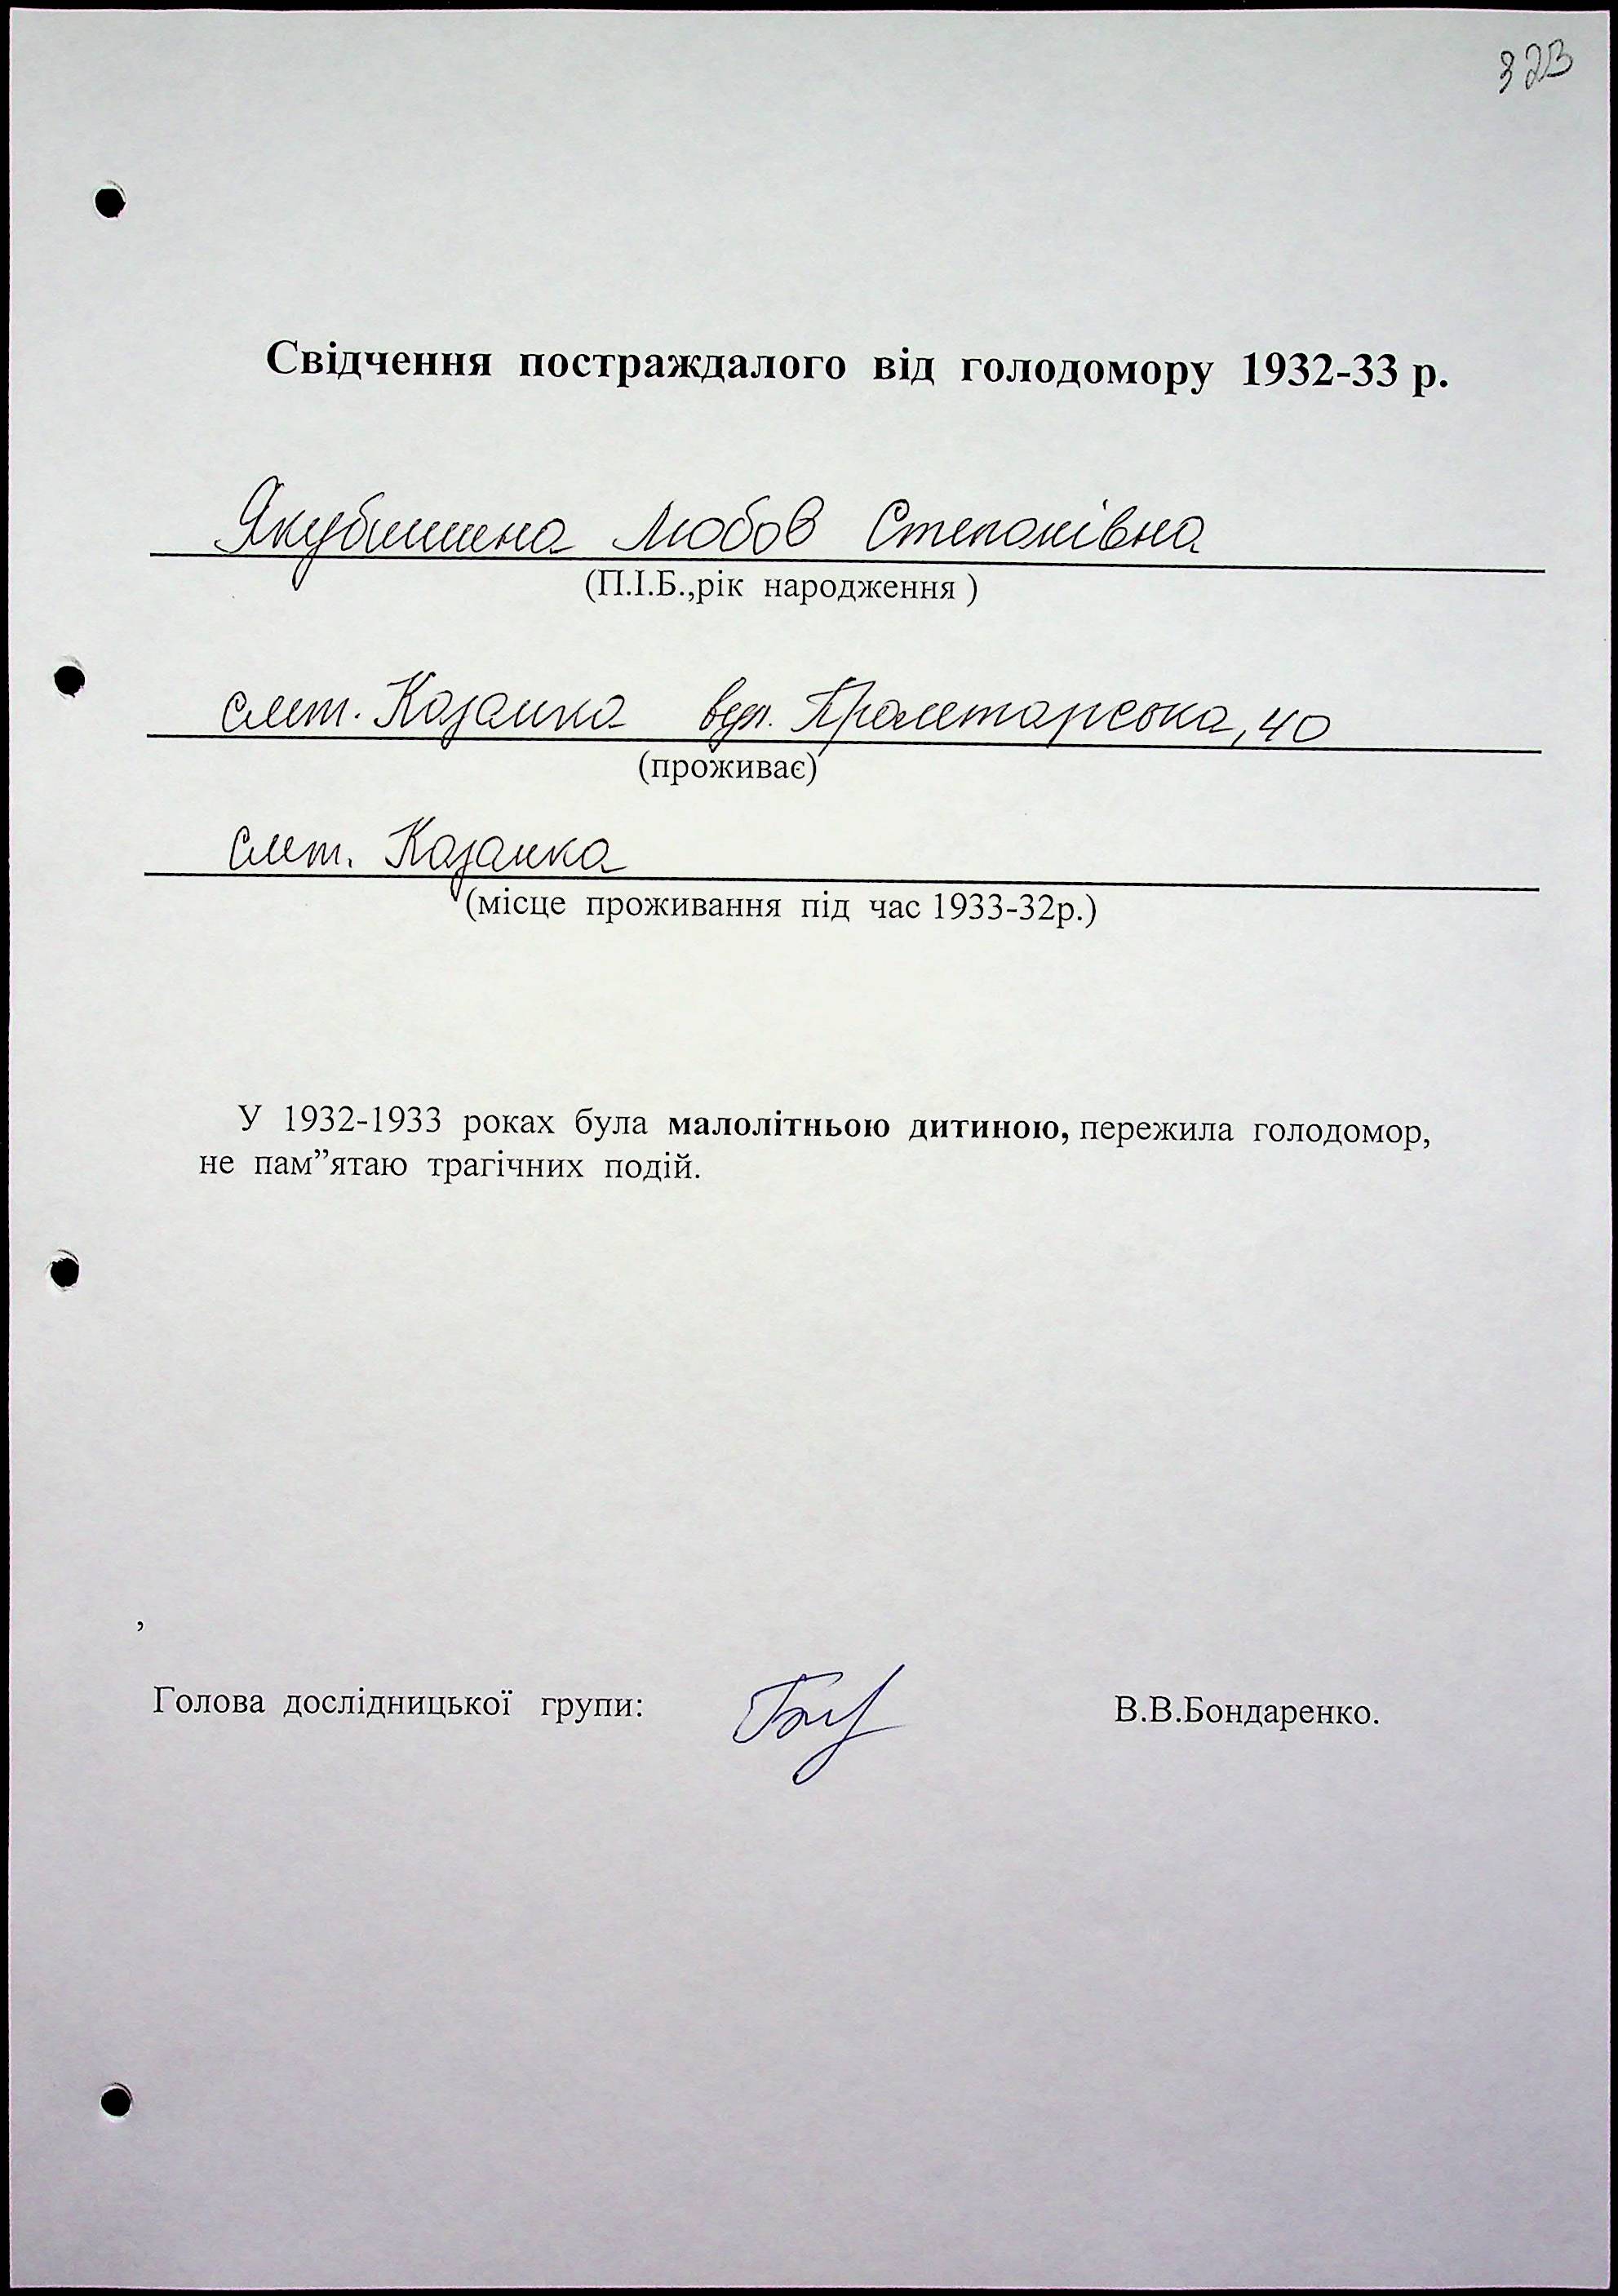 323
Свідчення постраждалого від голодомору 1932-33 р.
Якубишина Любов Степанівна
(П.І.Б.,рік народження )
смт. Казанка вул. Пролетарська, 40
(проживає)
смт. Казанка
(місце проживання під час 1933-32р.)
У 1932-1933 роках була малолітньою дитиною, пережила голодомор,
не пам”ятаю трагічних подій.
,
Голова дослідницької групи: В.В.Бондаренко.